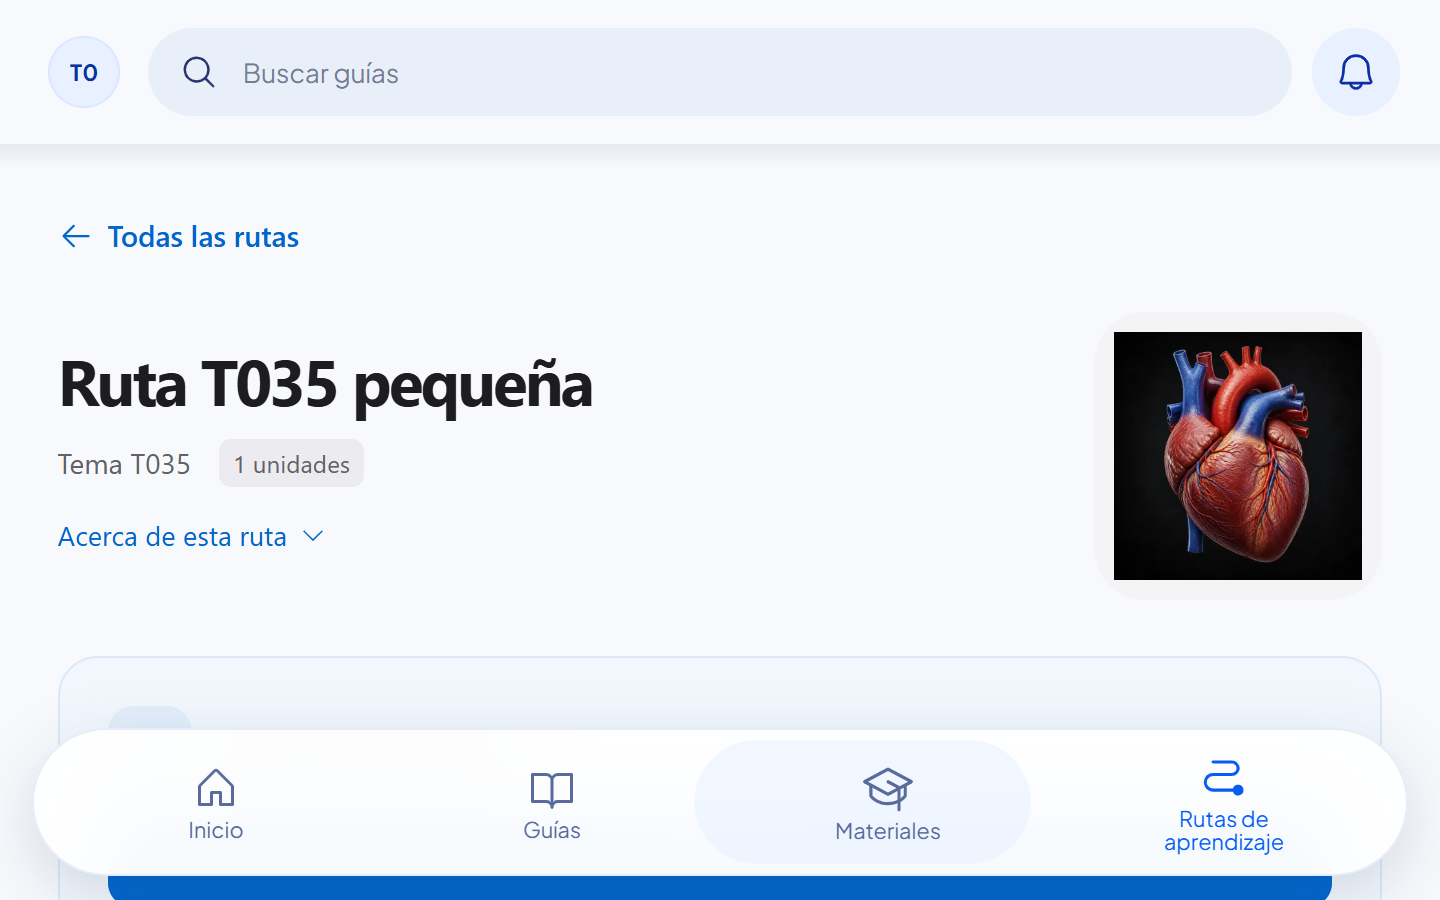 TO
Buscar guías
Todas las rutas
Ruta T035 pequeña
Tema T035
1 unidades
Acerca de esta ruta
Inicio
Guías
Materiales
Rutas de
aprendizaje